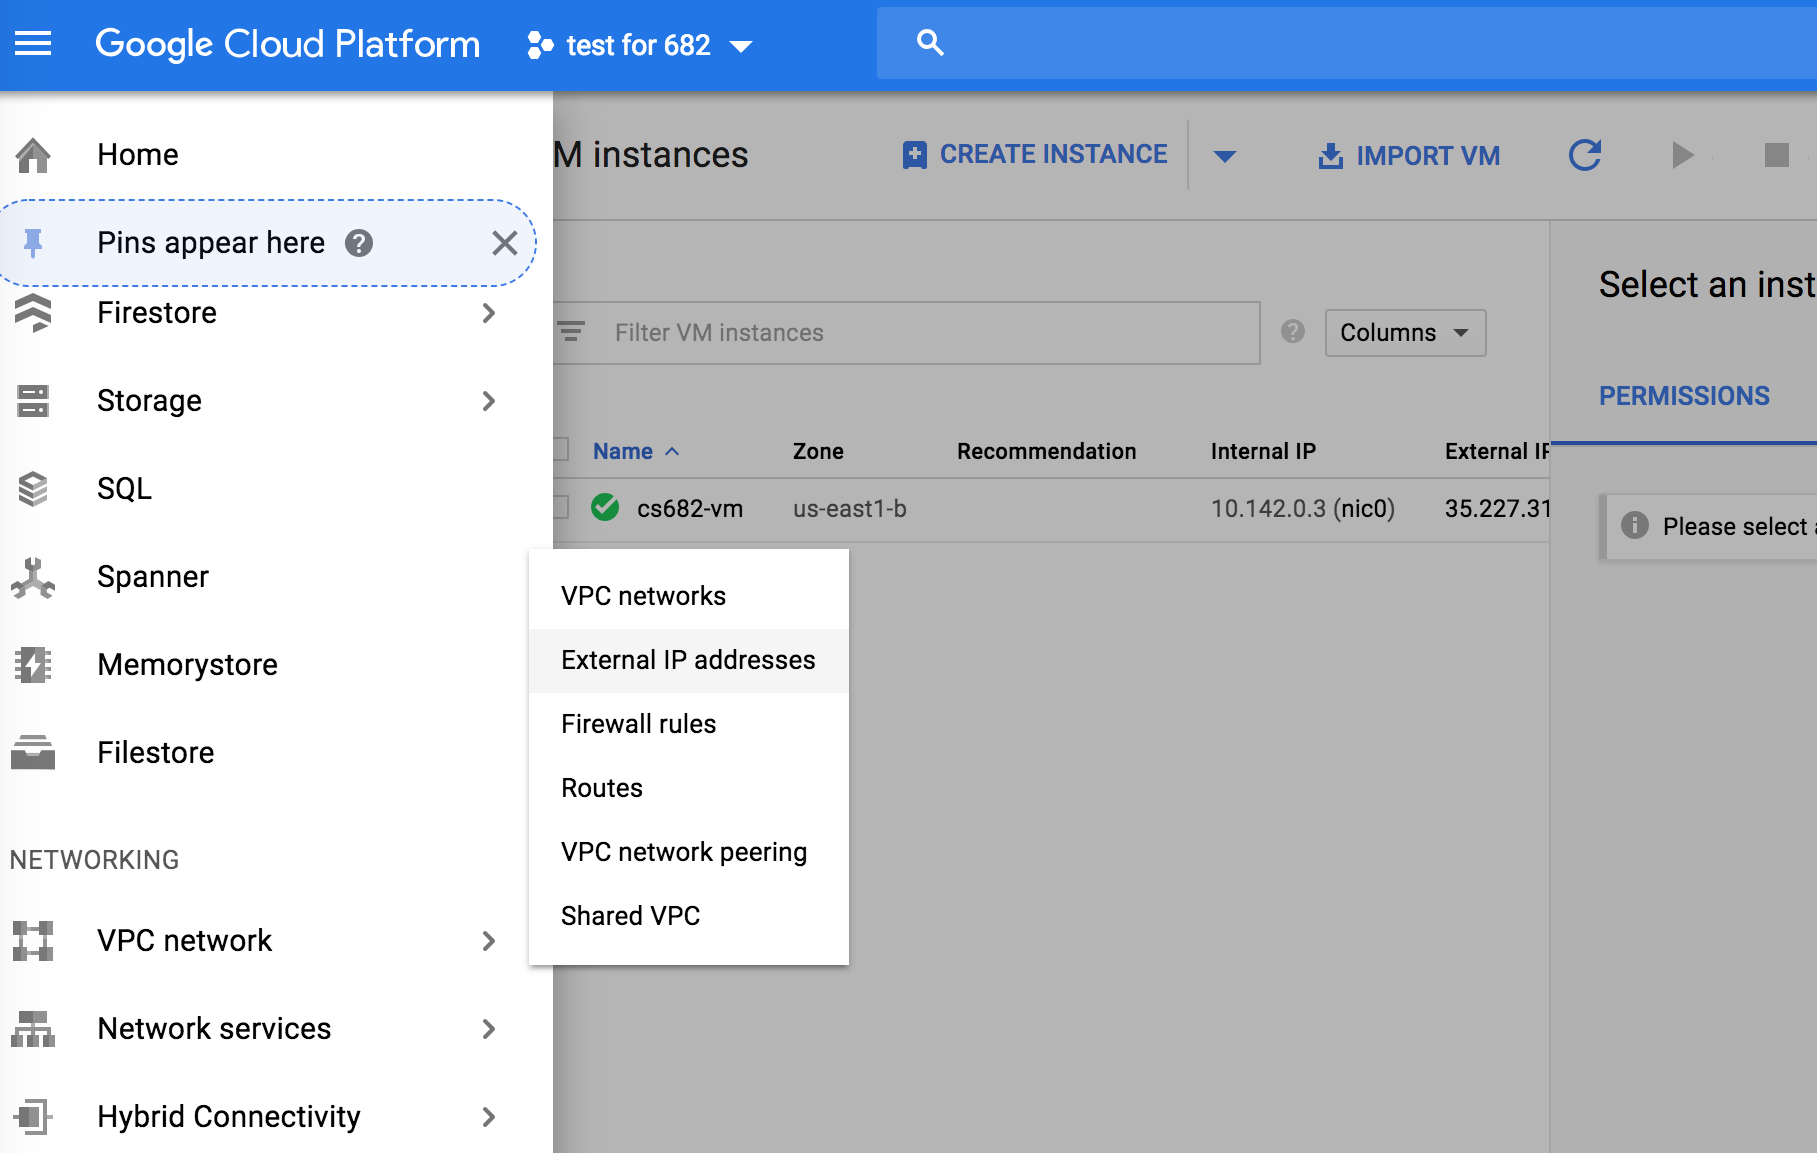 Google Cloud Platform
test for 682
Home
Pins appear here
Firestore
Storage
SQL
Spanner
Memorystore
Filestore
NETWORKING
VPC network
Network services
Hybrid Connectivity
VPC networks
External IP addresses
Firewall rules
Routes
VPC network peering
Shared VPC
M instances
CREATE INSTANCE
IMPORT VM
Filter VM instances
Columns
Name Zone Recommendation Internal IP External IP
cs682-vm us-east1-b 10.142.0.3 (nic0) 35.227.31
Select an inst
PERMISSIONS
Please select a